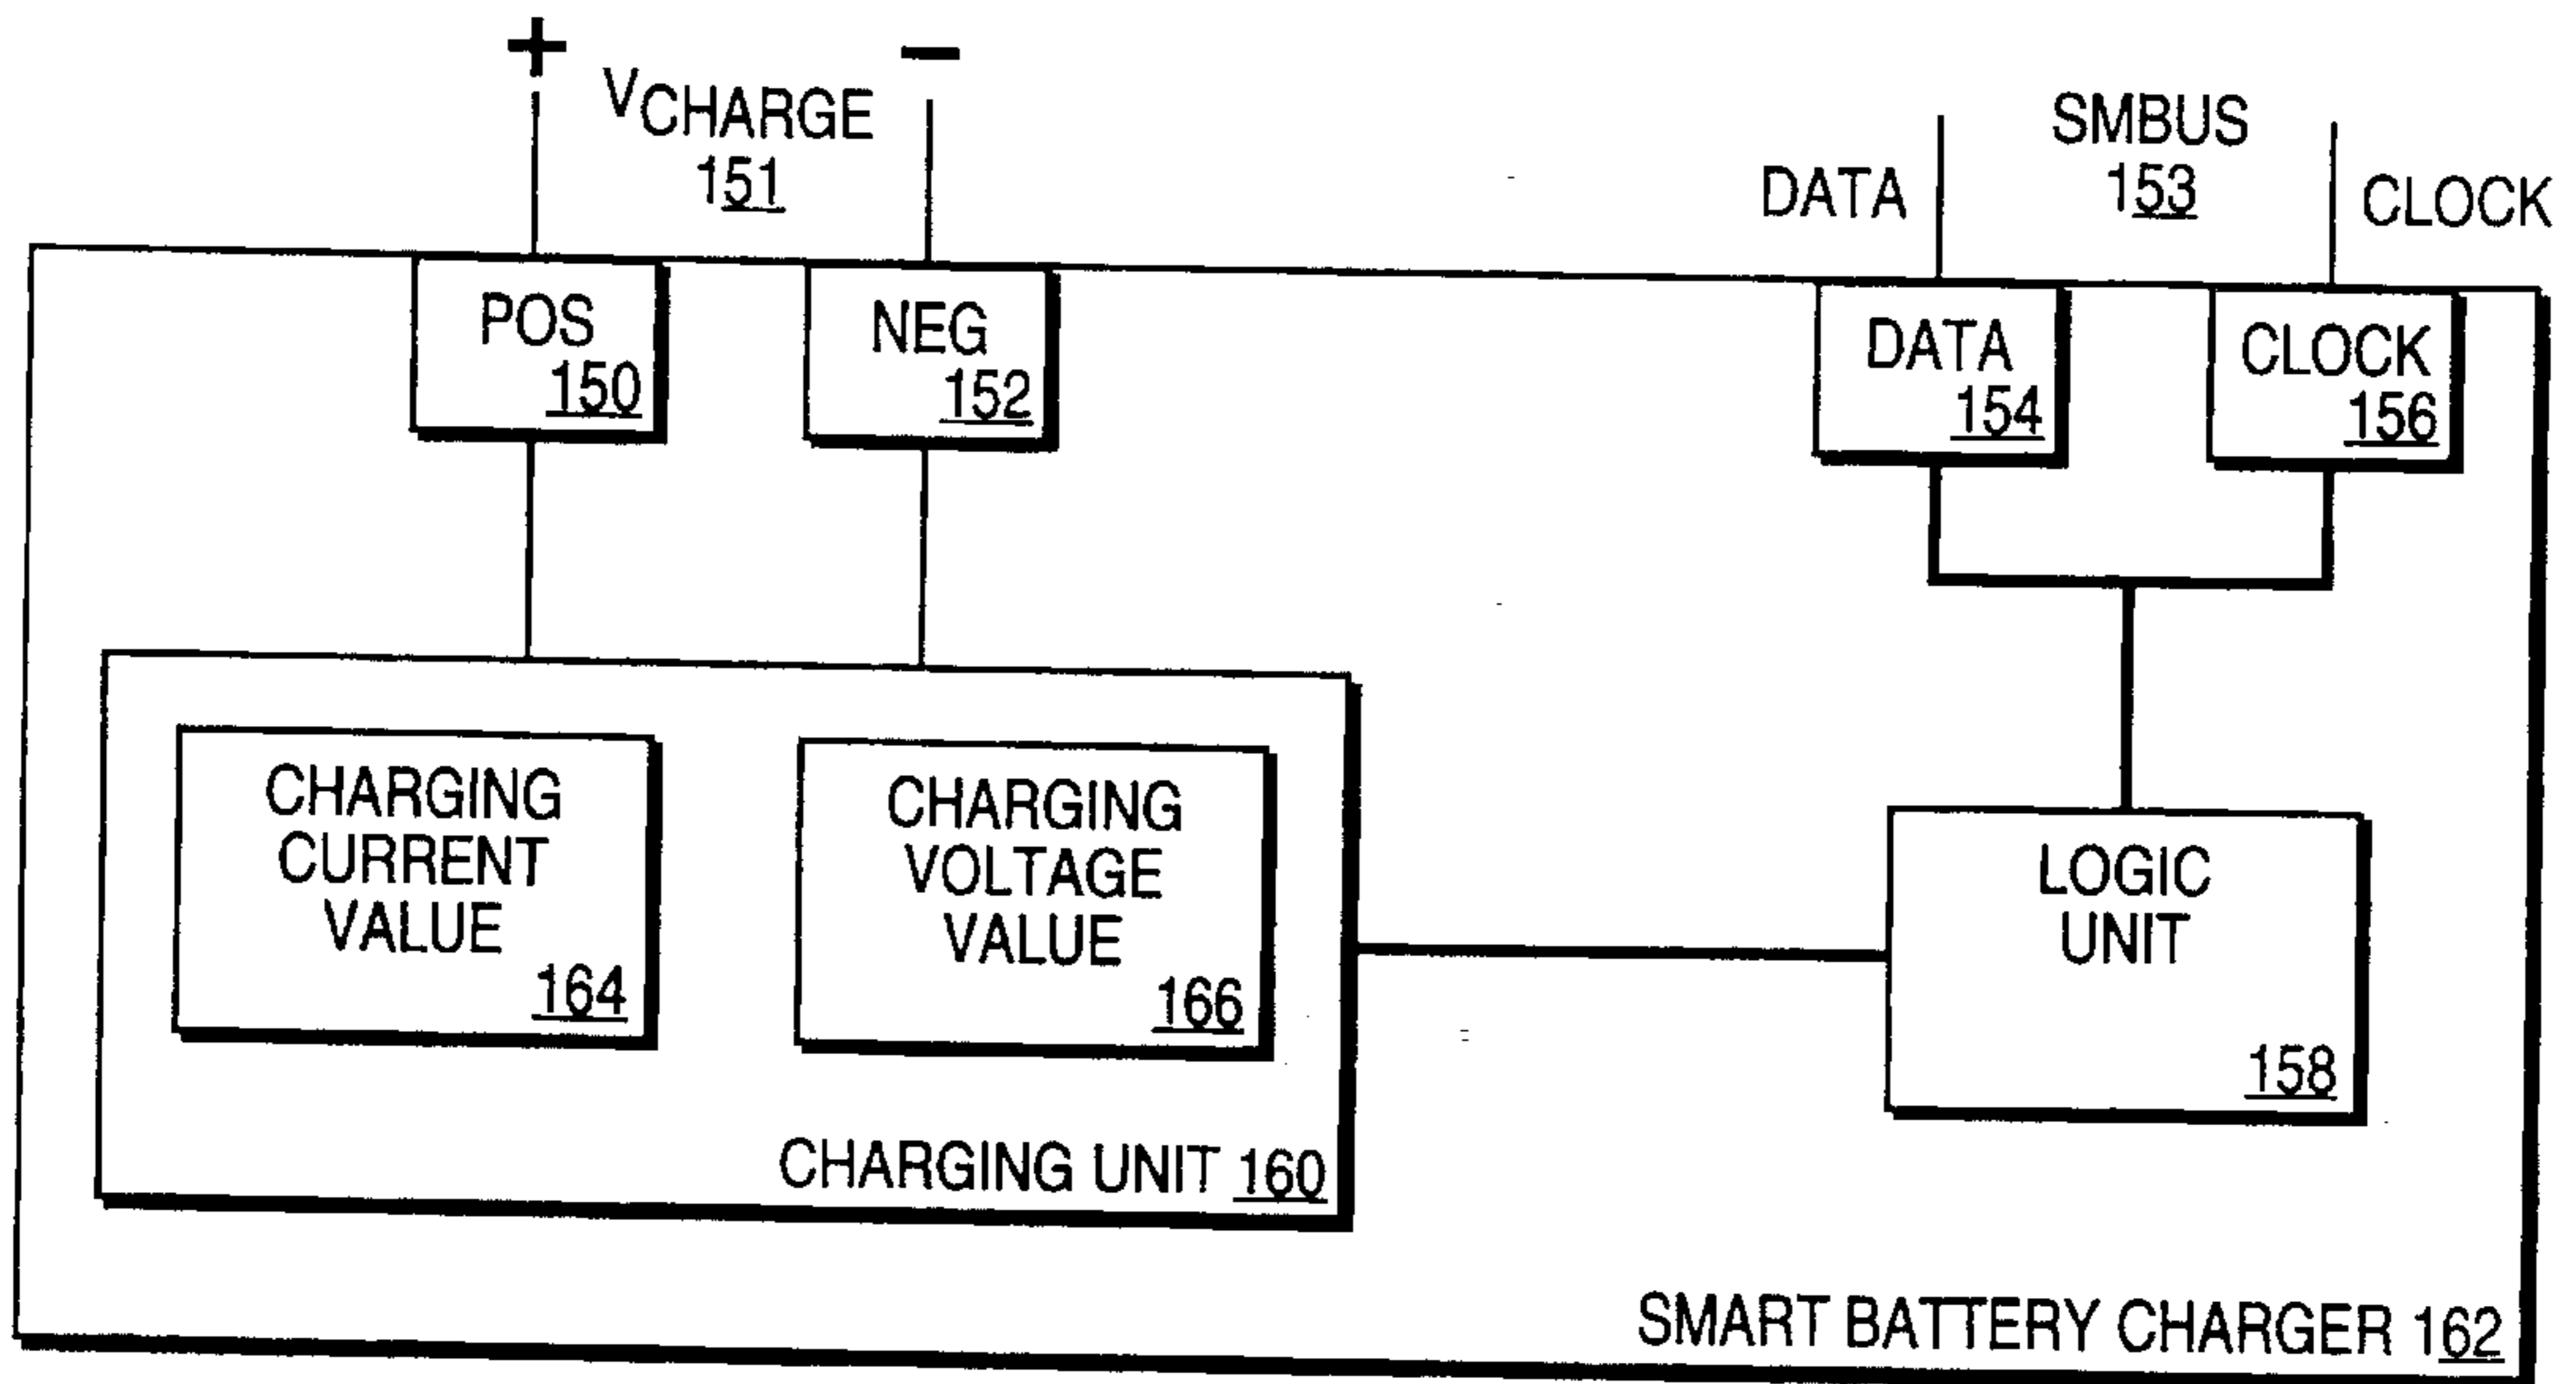 +
−
VCHARGE
151
SMBUS
153
DATA
CLOCK
POS
150
NEG
152
DATA
154
CLOCK
156
CHARGING
CURRENT
VALUE
164
CHARGING
VOLTAGE
VALUE
166
LOGIC
UNIT
158
CHARGING UNIT 160
SMART BATTERY CHARGER 162